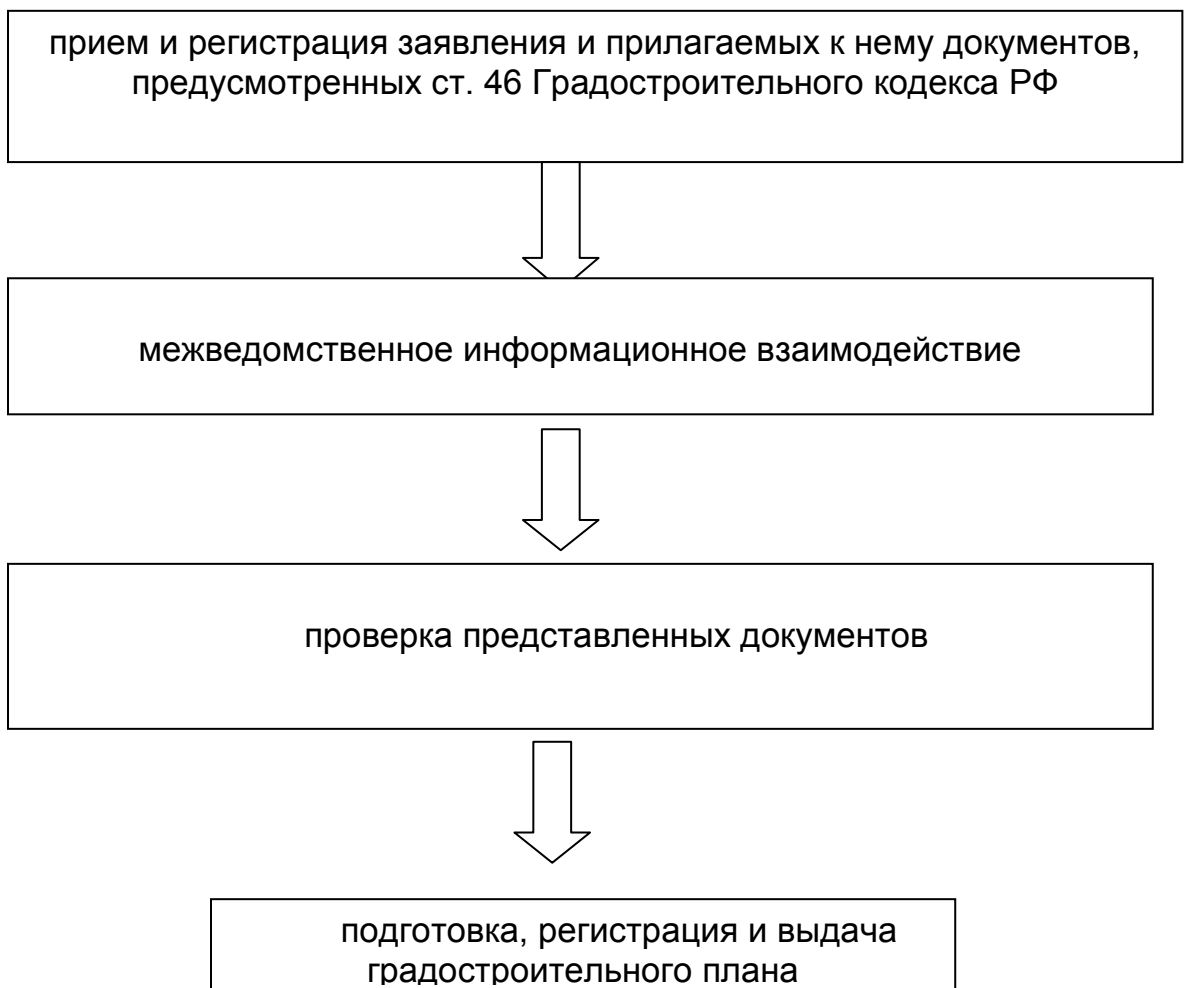 прием и регистрация заявления и прилагаемых к нему документов,
предусмотренных ст. 46 Градостроительного кодекса РФ
межведомственное информационное взаимодействие
проверка представленных документов
подготовка, регистрация и выдача
градостроительного плана